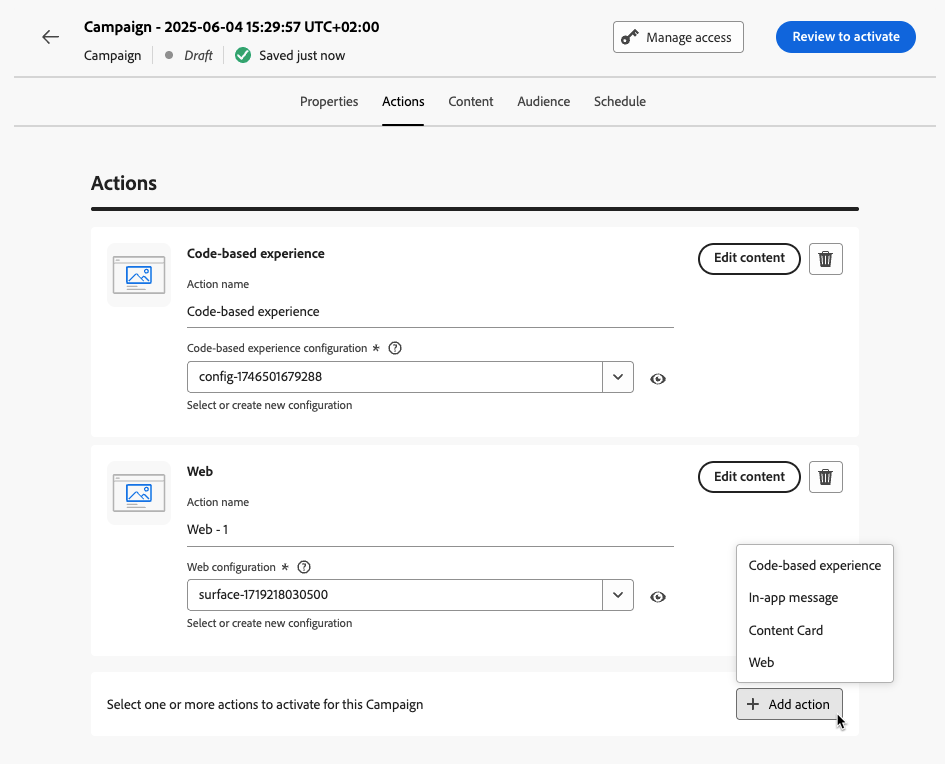 Campaign - 2025-06-04 15:29:57 UTC+02:00
Manage access
Review to activate
Campaign
Draft
Saved just now
Properties
Actions
Content
Audience
Schedule
Actions
Code-based experience
Edit content
Action name
Code-based experience
Code-based experience configuration *
config-1746501679288
Select or create new configuration
Web
Edit content
Action name
Web - 1
Web configuration *
surface-1719218030500
Select or create new configuration
Code-based experience
In-app message
Content Card
Web
Select one or more actions to activate for this Campaign
Add action